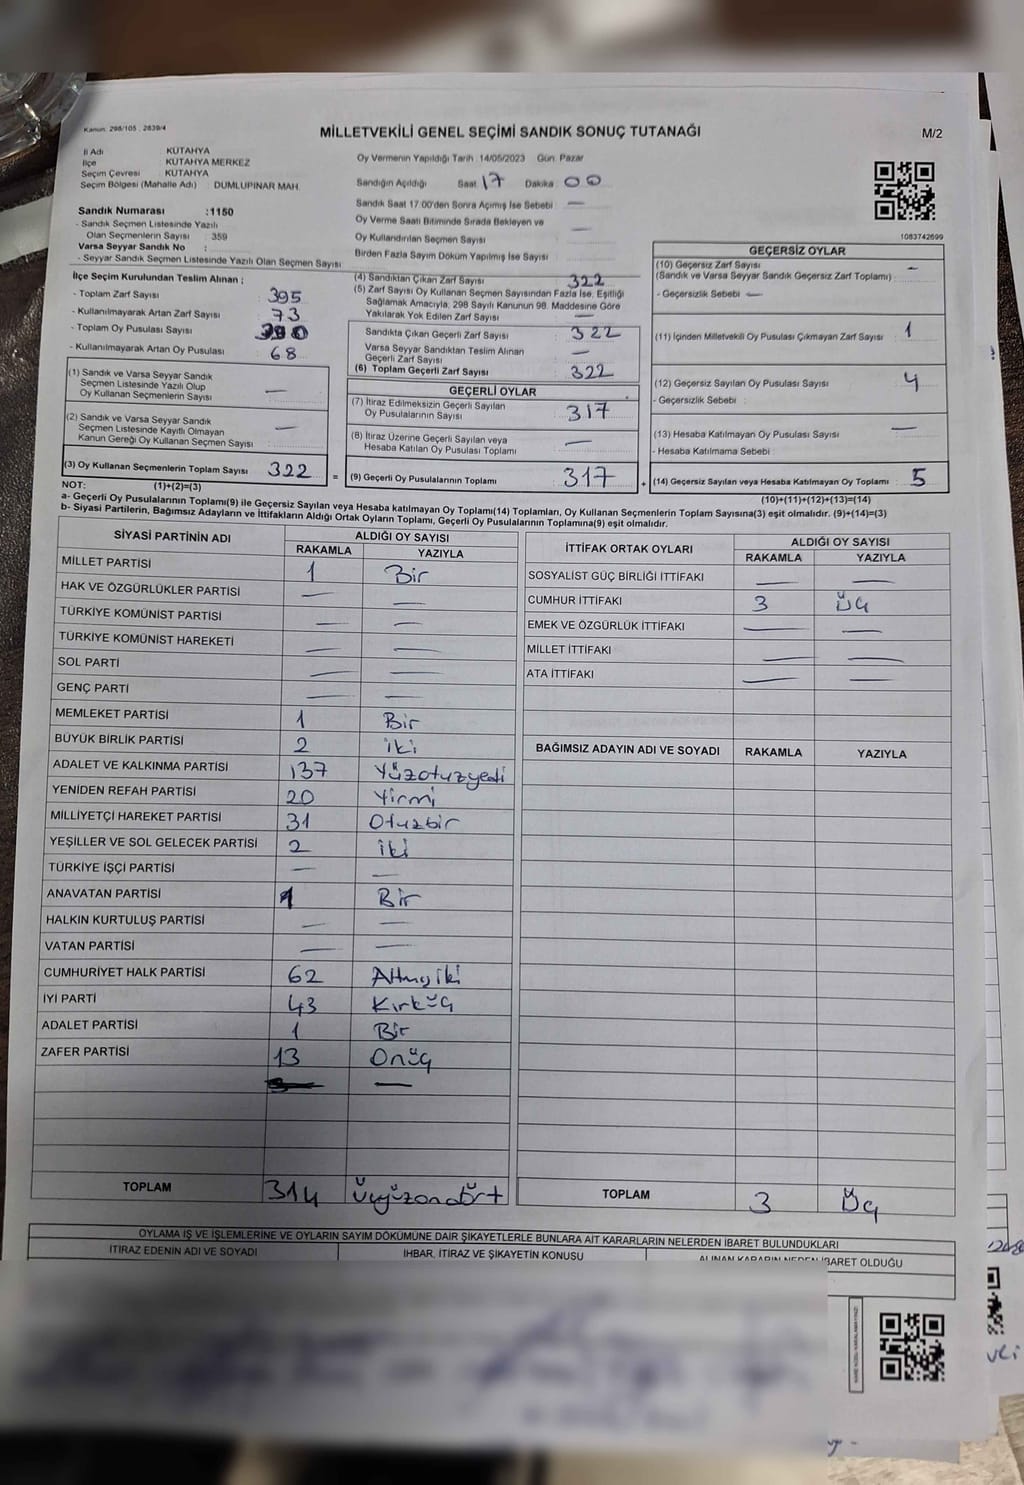 Kanun: 298/105 , 2839/4
MİLLETVEKİLİ GENEL SEÇİMİ SANDIK SONUÇ TUTANAĞI
M/2
İl Adı KÜTAHYA
İlçe KÜTAHYA MERKEZ
Seçim Çevresi KÜTAHYA
Seçim Bölgesi (Mahalle Adı) DUMLUPINAR MAH.
Oy Vermenin Yapıldığı Tarih : 14/05/2023 Gün: Pazar
Sandığın Açıldığı Saat 17 Dakika 00
Sandık Saat 17:00'den Sonra Açılmış İse Sebebi : —
Oy Verme Saati Bitiminde Sırada Bekleyen ve
Oy Kullandırılan Seçmen Sayısı —
Birden Fazla Sayım Döküm Yapılmış İse Sayısı
1083742699
Sandık Numarası :1150
- Sandık Seçmen Listesinde Yazılı
Olan Seçmenlerin Sayısı : 359
Varsa Seyyar Sandık No :
- Seyyar Sandık Seçmen Listesinde Yazılı Olan Seçmen Sayısı
İlçe Seçim Kurulundan Teslim Alınan ;
- Toplam Zarf Sayısı 395
- Kullanılmayarak Artan Zarf Sayısı 73
- Toplam Oy Pusulası Sayısı
- Kullanılmayarak Artan Oy Pusulası 68
(1) Sandık ve Varsa Seyyar Sandık
Seçmen Listesinde Yazılı Olup
Oy Kullanan Seçmenlerin Sayısı —
(2) Sandık ve Varsa Seyyar Sandık
Seçmen Listesinde Kayıtlı Olmayan
Kanun Gereği Oy Kullanan Seçmen Sayısı: —
(3) Oy Kullanan Seçmenlerin Toplam Sayısı 322
(4) Sandıktan Çıkan Zarf Sayısı 322
(5) Zarf Sayısı Oy Kullanan Seçmen Sayısından Fazla İse, Eşitliği
Sağlamak Amacıyla, 298 Sayılı Kanunun 98. Maddesine Göre
Yakılarak Yok Edilen Zarf Sayısı —
Sandıkta Çıkan Geçerli Zarf Sayısı 322
Varsa Seyyar Sandıktan Teslim Alınan
Geçerli Zarf Sayısı —
(6) Toplam Geçerli Zarf Sayısı 322
GEÇERLİ OYLAR
(7) İtiraz Edilmeksizin Geçerli Sayılan
Oy Pusulalarının Sayısı 317
(8) İtiraz Üzerine Geçerli Sayılan veya
Hesaba Katılan Oy Pusulası Toplamı —
= (9) Geçerli Oy Pusulalarının Toplamı 317
GEÇERSİZ OYLAR
(10) Geçersiz Zarf Sayısı
(Sandık ve Varsa Seyyar Sandık Geçersiz Zarf Toplamı) : —
- Geçersizlik Sebebi —
(11) İçinden Milletvekili Oy Pusulası Çıkmayan Zarf Sayısı : 1
(12) Geçersiz Sayılan Oy Pusulası Sayısı 4
- Geçersizlik Sebebi
(13) Hesaba Katılmayan Oy Pusulası Sayısı —
- Hesaba Katılmama Sebebi
+ (14) Geçersiz Sayılan veya Hesaba Katılmayan Oy Toplamı 5
NOT: (1)+(2)=(3)
(10)+(11)+(12)+(13)=(14)
a- Geçerli Oy Pusulalarının Toplamı(9) ile Geçersiz Sayılan veya Hesaba katılmayan Oy Toplamı(14) Toplamları, Oy Kullanan Seçmenlerin Toplam Sayısına(3) eşit olmalıdır. (9)+(14)=(3)
b- Siyasi Partilerin, Bağımsız Adayların ve İttifakların Aldığı Ortak Oyların Toplamı, Geçerli Oy Pusulalarının Toplamına(9) eşit olmalıdır.
SİYASİ PARTİNİN ADI ALDIĞI OY SAYISI
RAKAMLA YAZIYLA
MİLLET PARTİSİ 1 Bir
HAK VE ÖZGÜRLÜKLER PARTİSİ — —
TÜRKİYE KOMÜNİST PARTİSİ — —
TÜRKİYE KOMÜNİST HAREKETİ — —
SOL PARTİ — —
GENÇ PARTİ — —
MEMLEKET PARTİSİ 1 Bir
BÜYÜK BİRLİK PARTİSİ 2 iki
ADALET VE KALKINMA PARTİSİ 137 Yüzotuzyedi
YENİDEN REFAH PARTİSİ 20 Yirmi
MİLLİYETÇİ HAREKET PARTİSİ 31 Otuzbir
YEŞİLLER VE SOL GELECEK PARTİSİ 2 iki
TÜRKİYE İŞÇİ PARTİSİ — —
ANAVATAN PARTİSİ 1 Bir
HALKIN KURTULUŞ PARTİSİ — —
VATAN PARTİSİ — —
CUMHURİYET HALK PARTİSİ 62 Altmışiki
İYİ PARTİ 43 Kırküç
ADALET PARTİSİ 1 Bir
ZAFER PARTİSİ 13 Onüç
—
TOPLAM 314 Üçyüzondört
İTTİFAK ORTAK OYLARI ALDIĞI OY SAYISI
RAKAMLA YAZIYLA
SOSYALİST GÜÇ BİRLİĞİ İTTİFAKI — —
CUMHUR İTTİFAKI 3 Üç
EMEK VE ÖZGÜRLÜK İTTİFAKI — —
MİLLET İTTİFAKI — —
ATA İTTİFAKI — —
BAĞIMSIZ ADAYIN ADI VE SOYADI RAKAMLA YAZIYLA
TOPLAM 3 Üç
OYLAMA İŞ VE İŞLEMLERİNE VE OYLARIN SAYIM DÖKÜMÜNE DAİR ŞİKAYETLERLE BUNLARA AİT KARARLARIN NELERDEN İBARET BULUNDUKLARI
İTİRAZ EDENİN ADI VE SOYADI İHBAR, İTİRAZ VE ŞİKAYETİN KONUSU ALINAN KARARIN NEDEN İBARET OLDUĞU